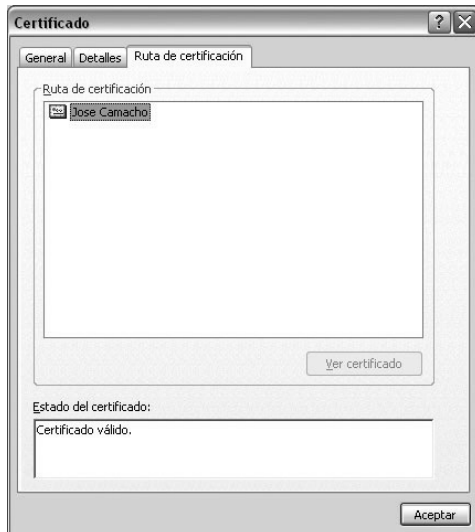 Certificado
General Detalles Ruta de certificación
Ruta de certificación
Jose Camacho
Ver certificado
Estado del certificado:
Certificado válido.
Aceptar